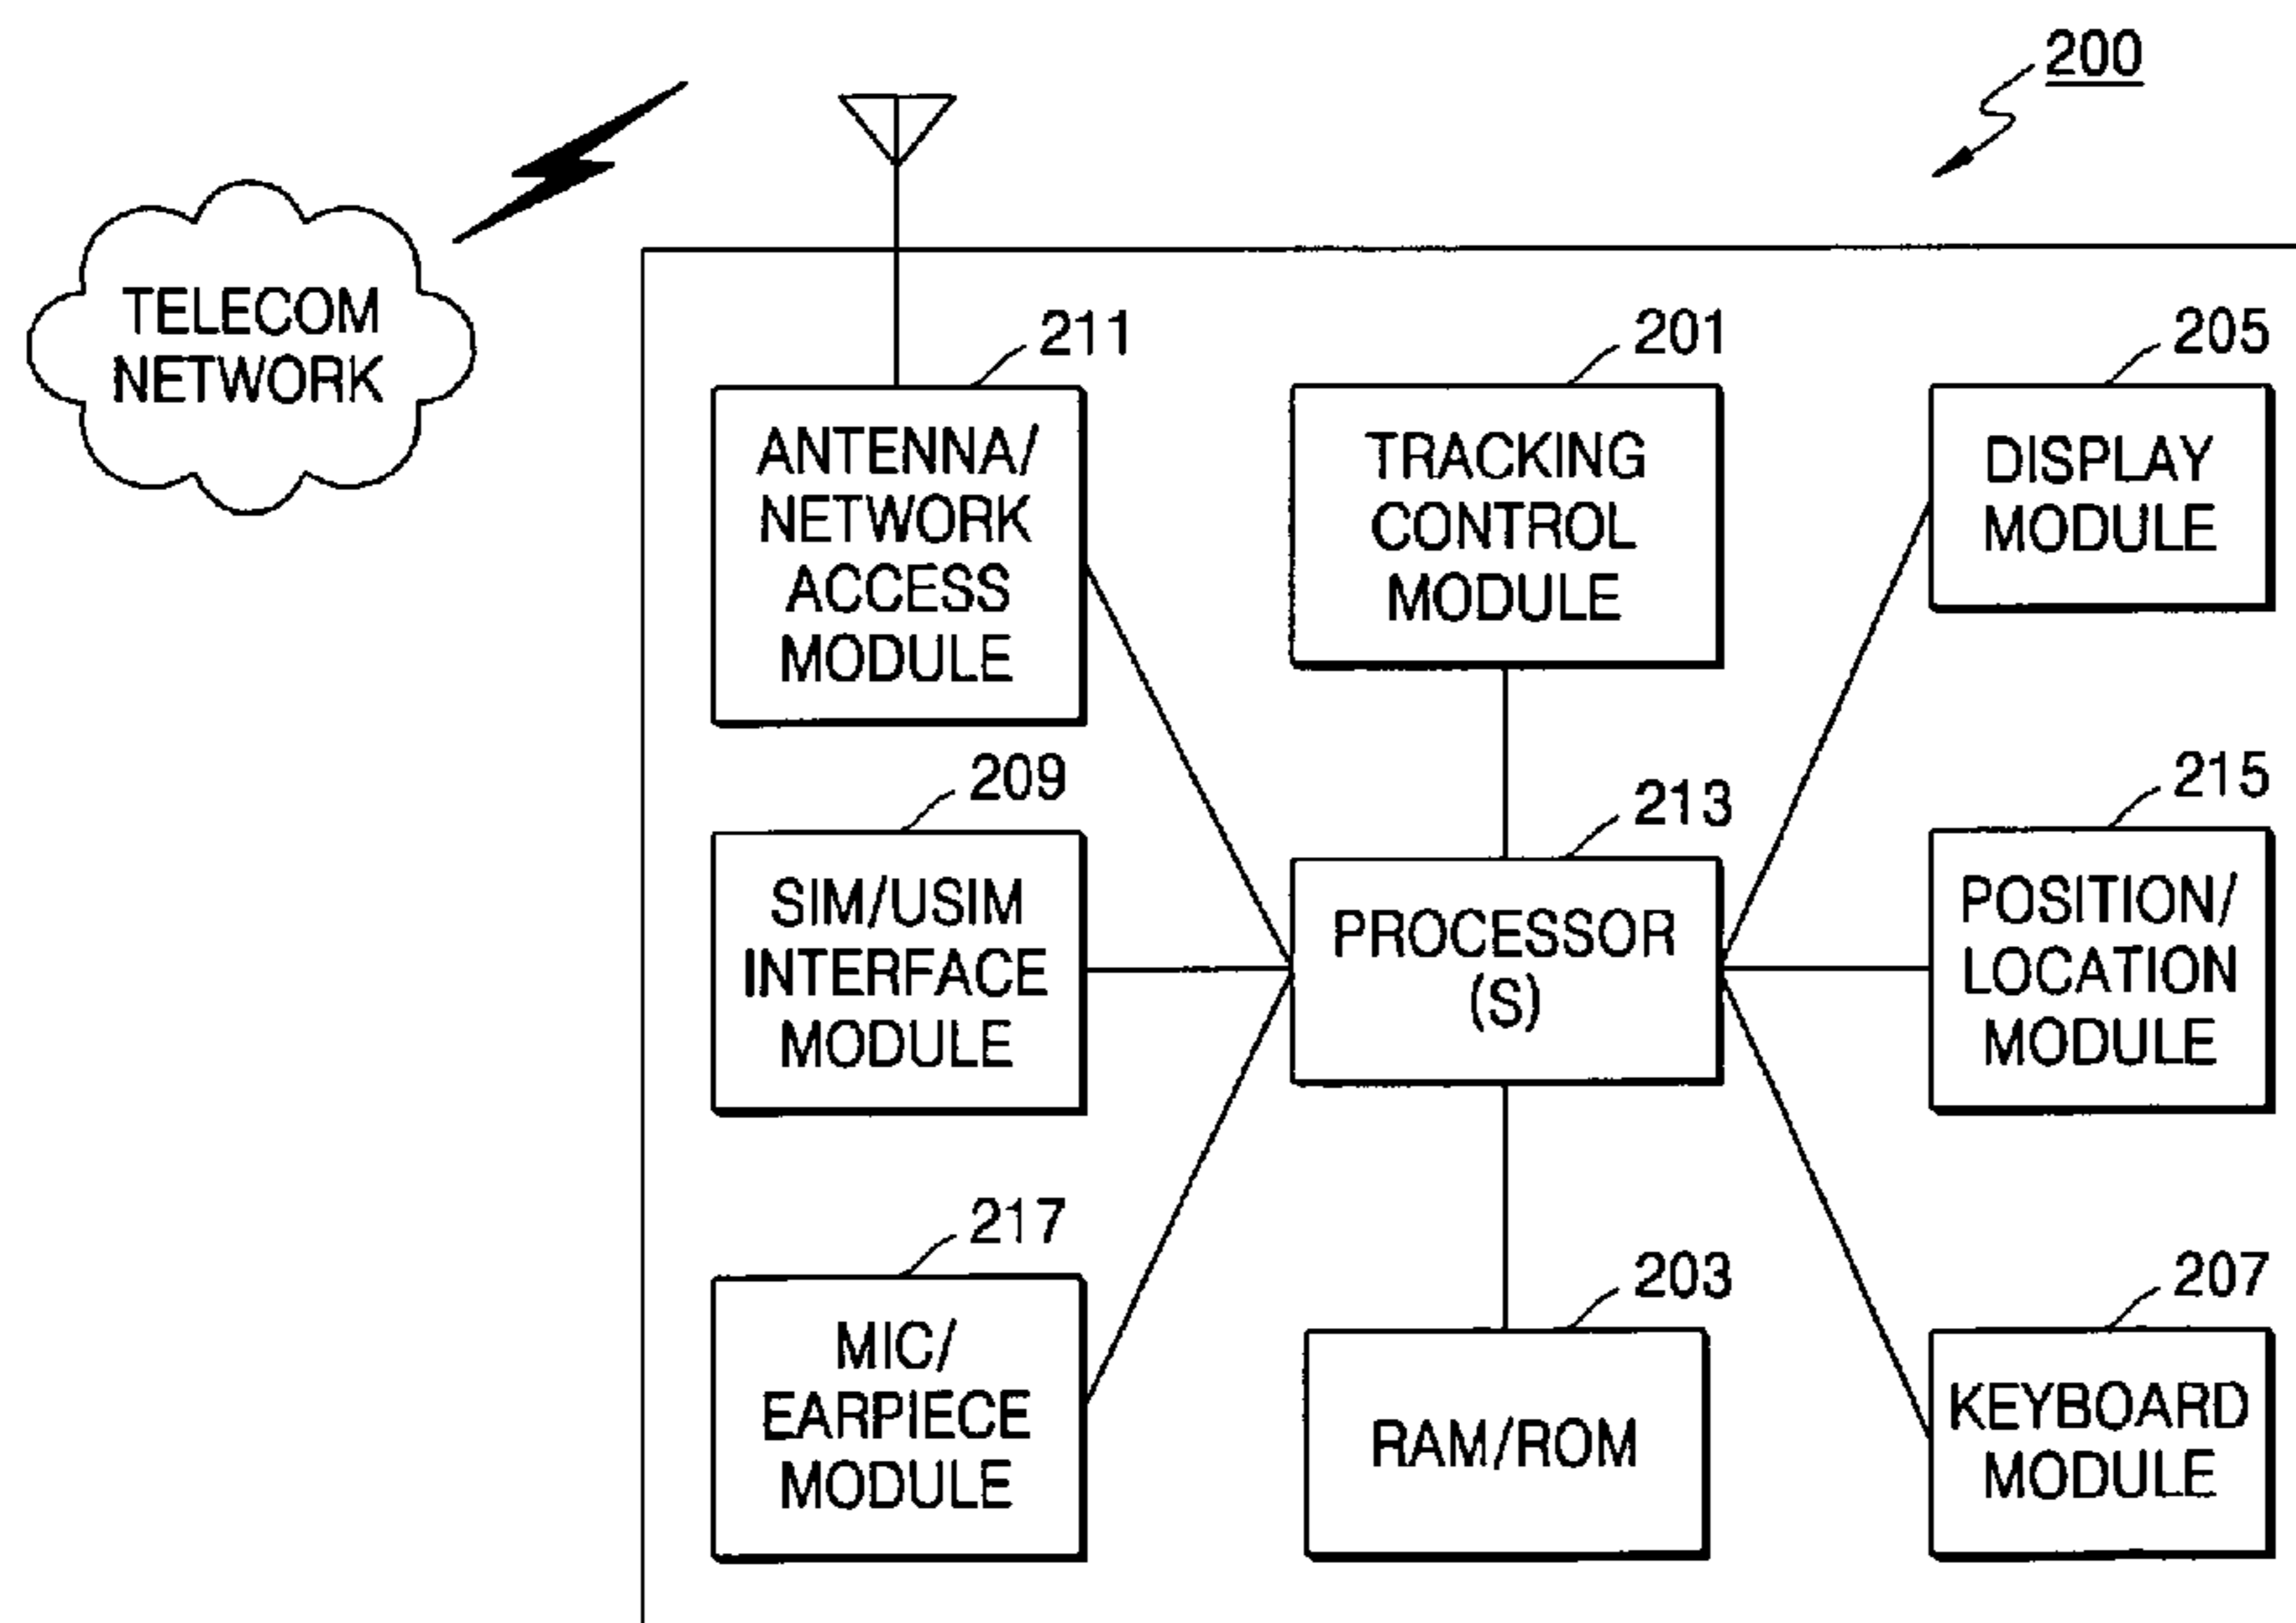 200
TELECOM
NETWORK
211
ANTENNA/
NETWORK
ACCESS
MODULE
201
TRACKING
CONTROL
MODULE
205
DISPLAY
MODULE
209
SIM/USIM
INTERFACE
MODULE
213
PROCESSOR
(S)
215
POSITION/
LOCATION
MODULE
217
MIC/
EARPIECE
MODULE
203
RAM/ROM
207
KEYBOARD
MODULE